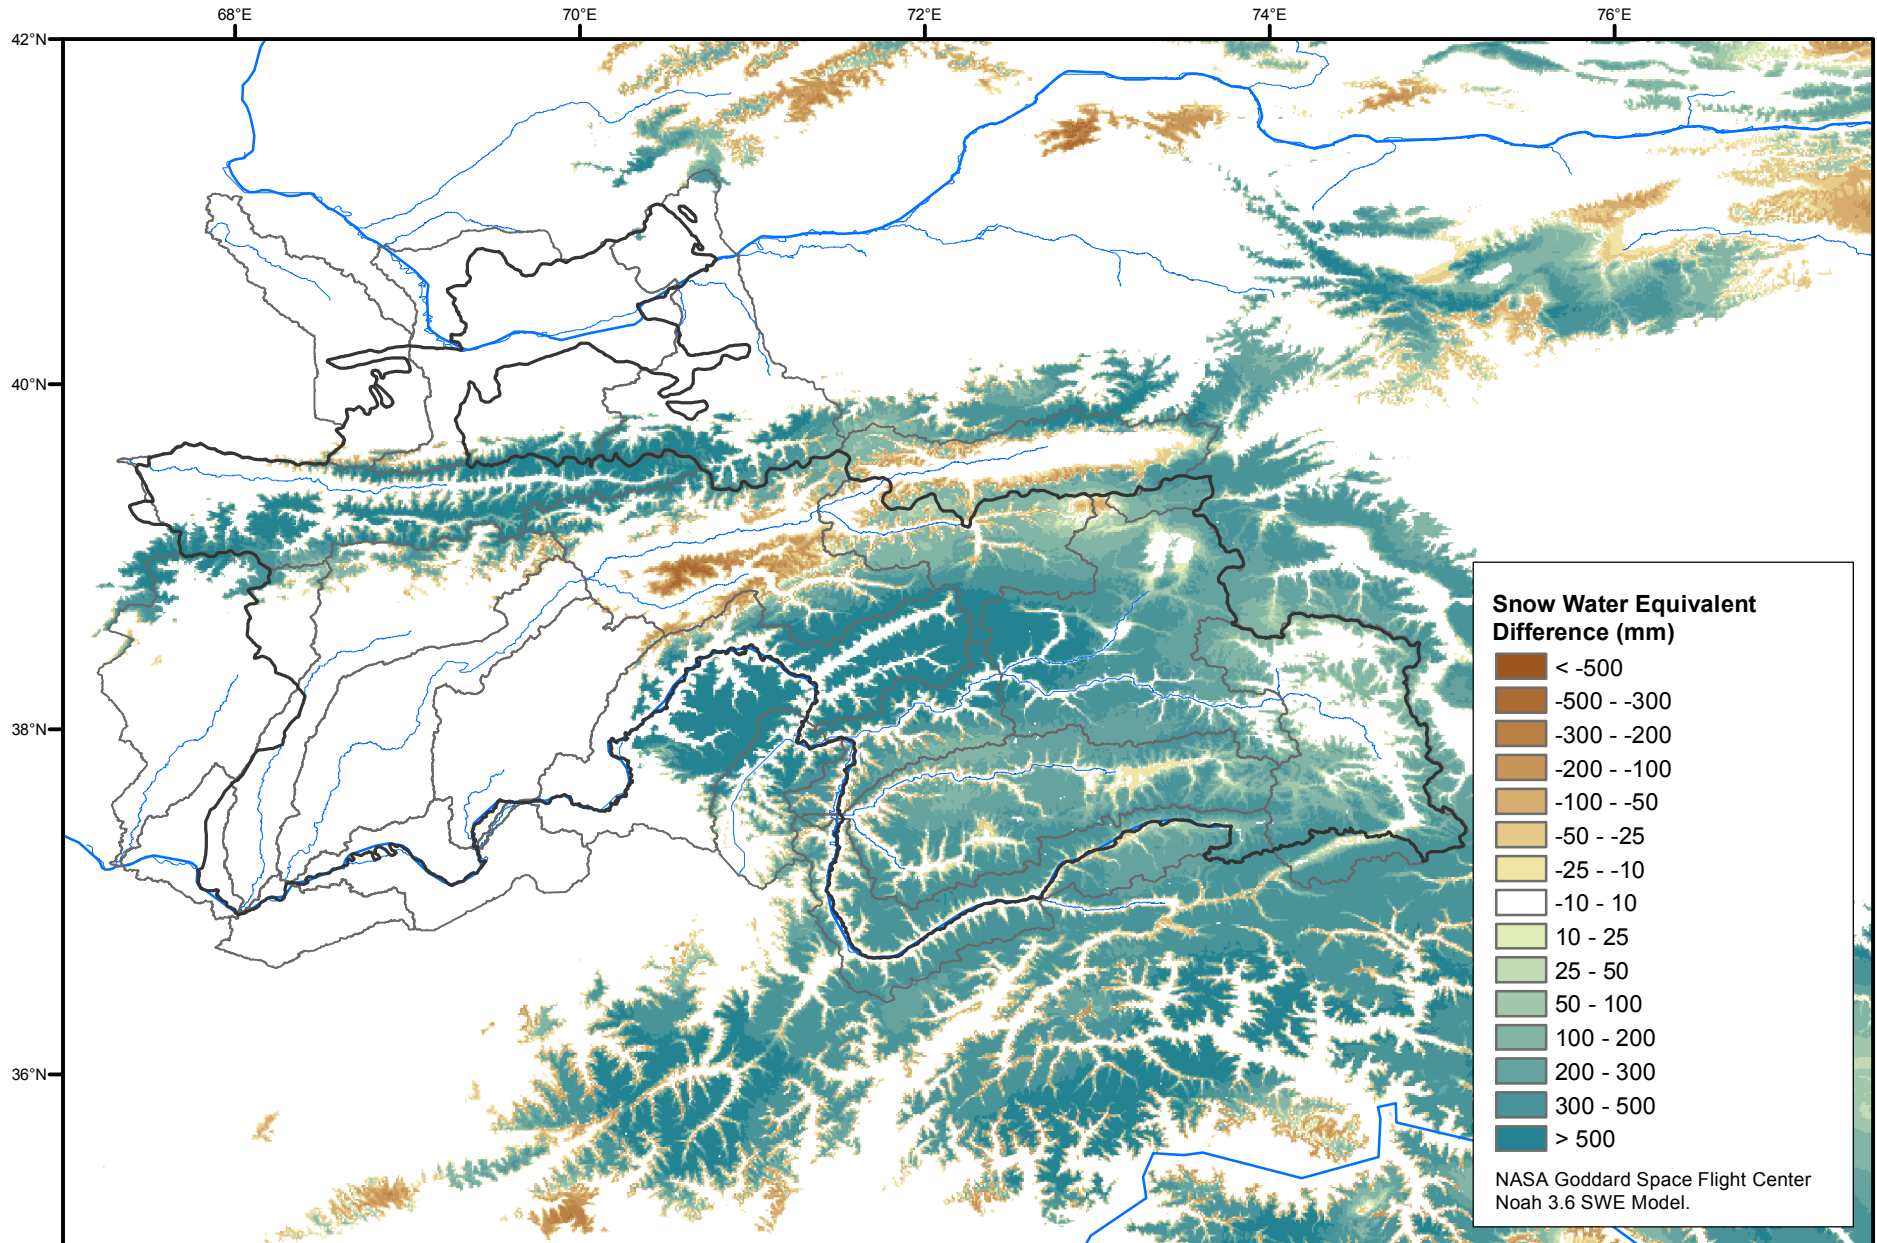 68°E
70°E
72°E
74°E
76°E
42°N
40°N
38°N
36°N
Snow Water Equivalent
Difference (mm)
< -500
-500 - -300
-300 - -200
-200 - -100
-100 - -50
-50 - -25
-25 - -10
-10 - 10
10 - 25
25 - 50
50 - 100
100 - 200
200 - 300
300 - 500
> 500
NASA Goddard Space Flight Center
Noah 3.6 SWE Model.